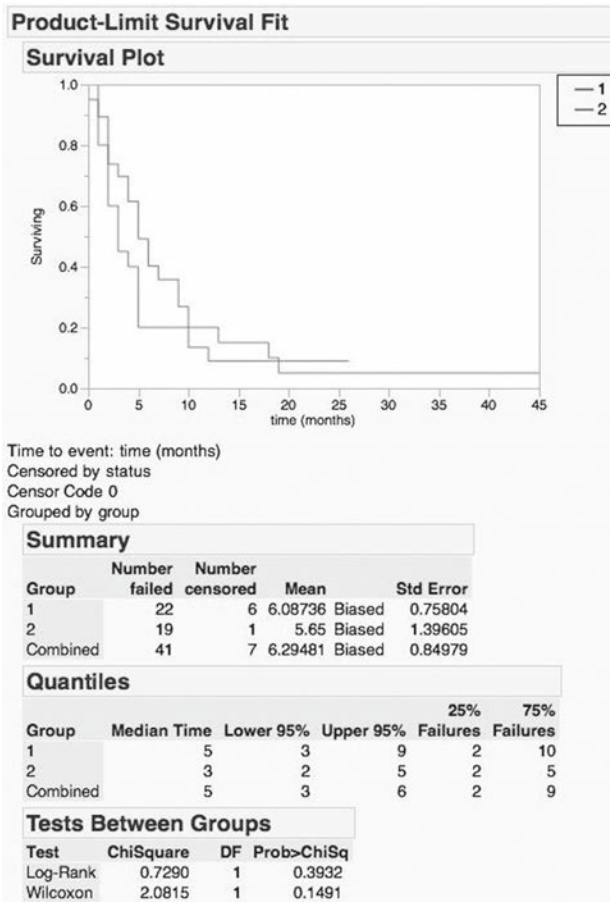 Product-Limit Survival Fit
Survival Plot
1.0
0.8
0.6
0.4
0.2
0.0
Surviving
0 5 10 15 20 25 30 35 40 45
time (months)
1
2
Time to event: time (months)
Censored by status
Censor Code 0
Grouped by group
Summary
Number Number
Group failed censored Mean Std Error
1 22 6 6.08736 Biased 0.75804
2 19 1 5.65 Biased 1.39605
Combined 41 7 6.29481 Biased 0.84979
Quantiles
25% 75%
Group Median Time Lower 95% Upper 95% Failures Failures
1 5 3 9 2 10
2 3 2 5 2 5
Combined 5 3 6 2 9
Tests Between Groups
Test ChiSquare DF Prob>ChiSq
Log-Rank 0.7290 1 0.3932
Wilcoxon 2.0815 1 0.1491